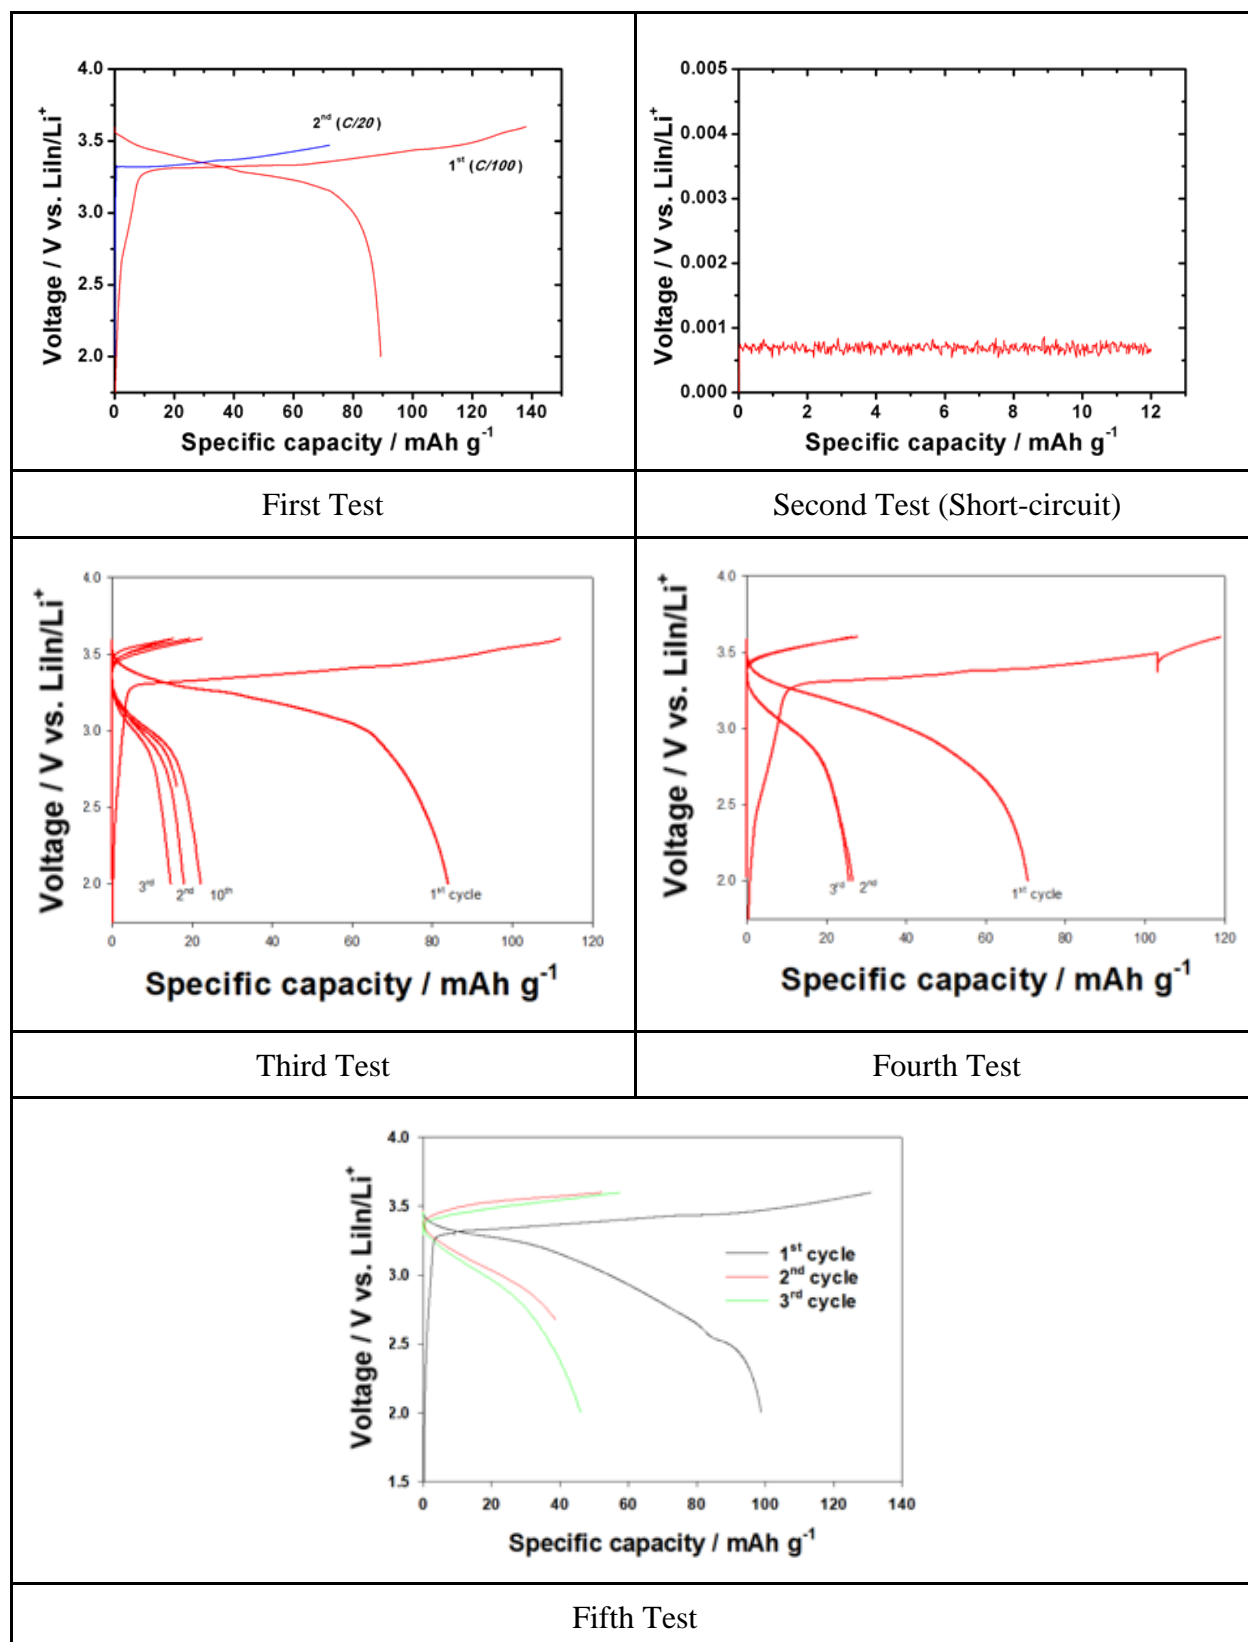 4.0
3.5
3.0
2.5
2.0
Voltage / V vs. LiIn/Li⁺
2ⁿᵈ (C/20)
1ˢᵗ (C/100)
0 20 40 60 80 100 120 140
Specific capacity / mAh g⁻¹
0.005
0.004
0.003
0.002
0.001
0.000
Voltage / V vs. LiIn/Li⁺
0 2 4 6 8 10 12
Specific capacity / mAh g⁻¹
First Test
Second Test (Short-circuit)
4.0
3.5
3.0
2.5
2.0
Voltage / V vs. LiIn/Li⁺
3ʳᵈ 2ⁿᵈ 10ᵗʰ 1ˢᵗ cycle
0 20 40 60 80 100 120
Specific capacity / mAh g⁻¹
4.0
3.5
3.0
2.5
2.0
Voltage / V vs. LiIn/Li⁺
3ʳᵈ 2ⁿᵈ 1ˢᵗ cycle
0 20 40 60 80 100 120
Specific capacity / mAh g⁻¹
Third Test
Fourth Test
4.0
3.5
3.0
2.5
2.0
1.5
Voltage / V vs. LiIn/Li⁺
1ˢᵗ cycle
2ⁿᵈ cycle
3ʳᵈ cycle
0 20 40 60 80 100 120 140
Specific capacity / mAh g⁻¹
Fifth Test